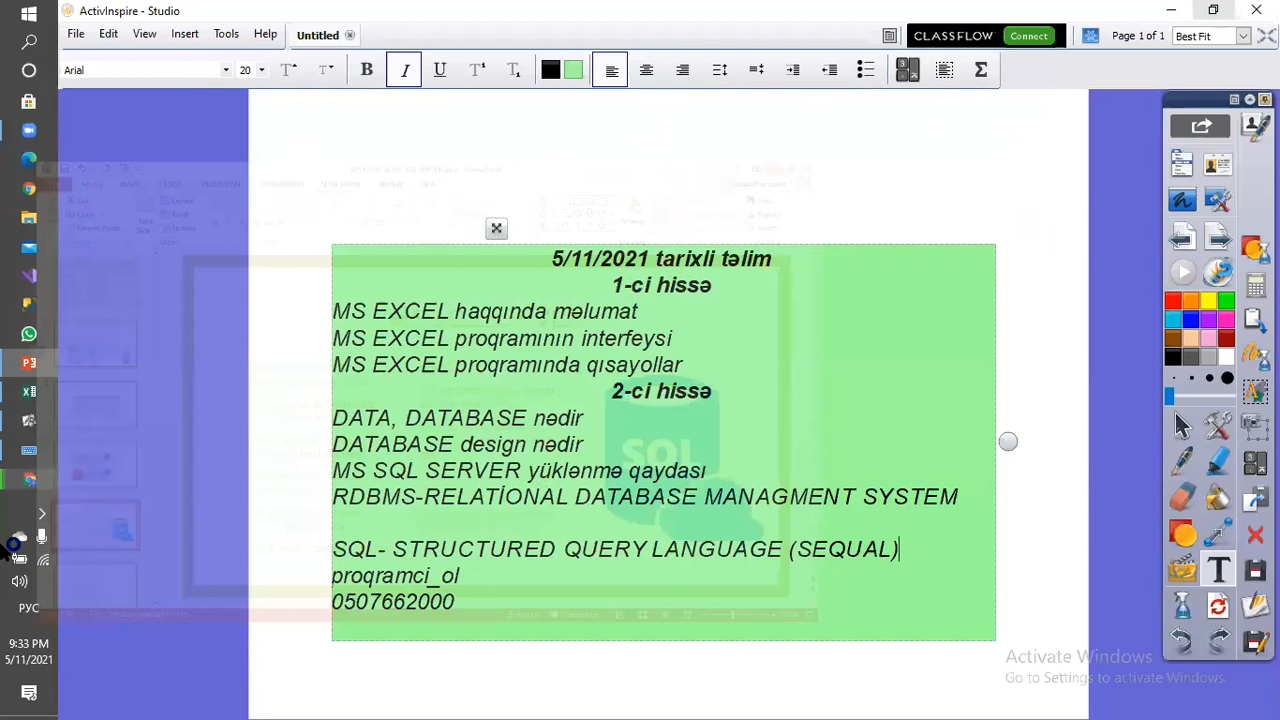 ActivInspire - Studio
File Edit View Insert Tools Help Untitled CLASSFLOW Connect Page 1 of 1 Best Fit
Arial 20 B I U
5/11/2021 tarixli təlim
1-ci hissə
MS EXCEL haqqında məlumat
MS EXCEL proqramının interfeysi
MS EXCEL proqramında qısayollar
2-ci hissə
DATA, DATABASE nədir
DATABASE design nədir
MS SQL SERVER yüklənmə qaydası
RDBMS-RELATİONAL DATABASE MANAGMENT SYSTEM
SQL- STRUCTURED QUERY LANGUAGE (SEQUAL)
proqramci_ol
0507662000
SQL
РУС
9:33 PM
5/11/2021
Activate Windows
Go to Settings to activate Windows.